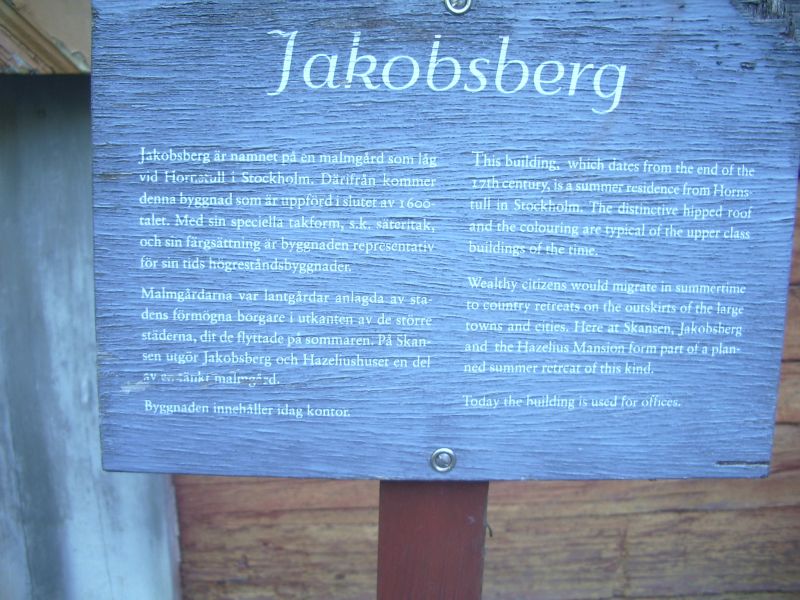 Jakobsberg
Jakobsberg är namnet på en malmgård som låg
vid Hornstull i Stockholm. Därifrån kommer
denna byggnad som är uppförd i slutet av 1600-
talet. Med sin speciella takform, s.k. säteritak,
och sin färgsättning är byggnaden representativ
för sin tids högreståndsbyggnader.
Malmgårdarna var lantgårdar anlagda av sta-
dens förmögna borgare i utkanten av de större
städerna, dit de flyttade på sommaren. På Skan-
sen utgör Jakobsberg och Hazeliushuset en del
av en tänkt malmgård.
Byggnaden innehåller idag kontor.
This building, which dates from the end of the
17th century, is a summer residence from Horns-
tull in Stockholm. The distinctive hipped roof
and the colouring are typical of the upper class
buildings of the time.
Wealthy citizens would migrate in summertime
to country retreats on the outskirts of the large
towns and cities. Here at Skansen, Jakobsberg
and the Hazelius Mansion form part of a plan-
ned summer retreat of this kind.
Today the building is used for offices.